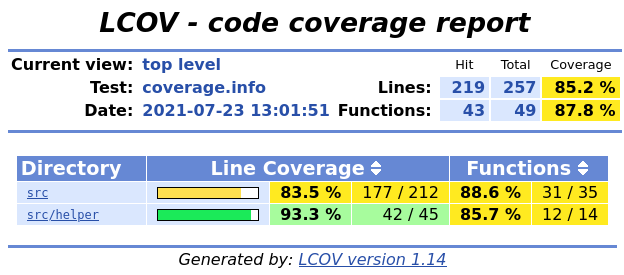 LCOV - code coverage report
Current view: top level Hit Total Coverage
Test: coverage.info Lines: 219 257 85.2 %
Date: 2021-07-23 13:01:51 Functions: 43 49 87.8 %
Directory Line Coverage Functions
src 83.5 % 177 / 212 88.6 % 31 / 35
src/helper 93.3 % 42 / 45 85.7 % 12 / 14
Generated by: LCOV version 1.14